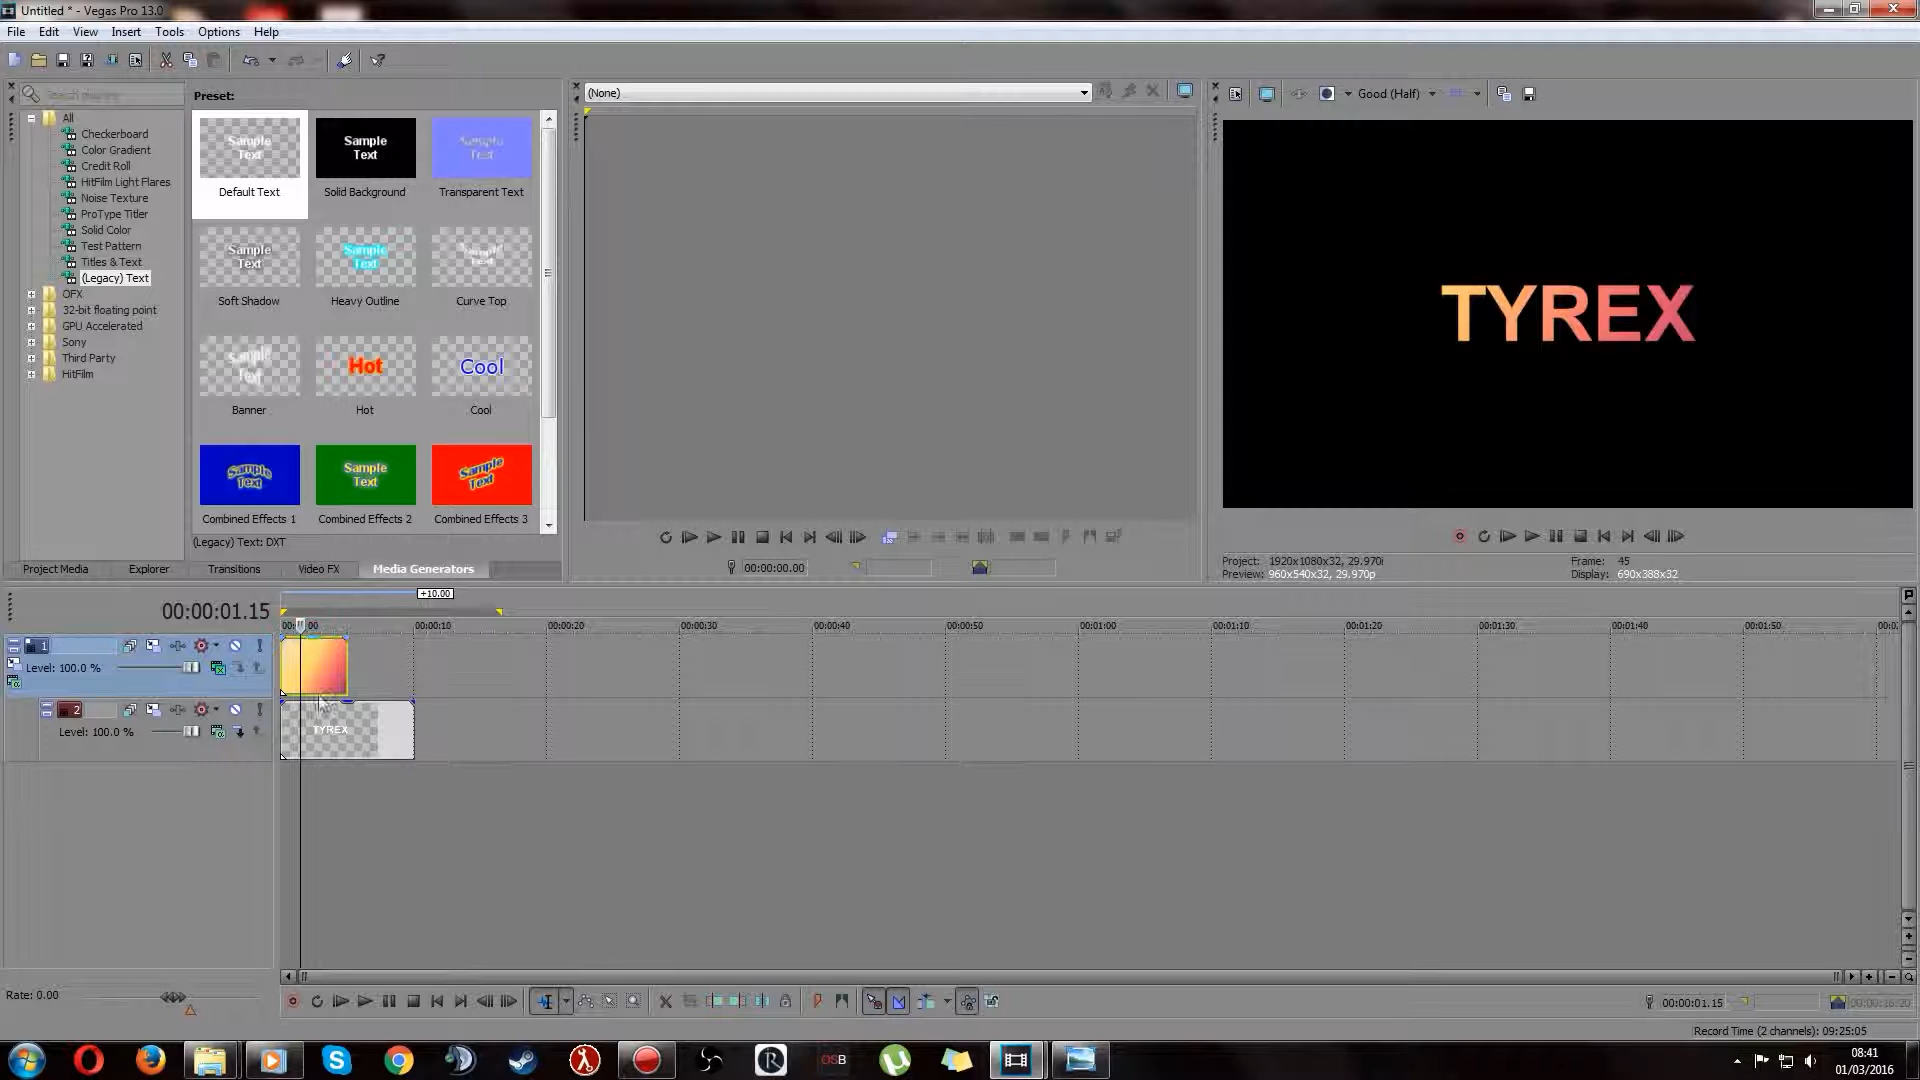 Untitled * - Vegas Pro 13.0
File Edit View Insert Tools Options Help
Preset:
All
Checkerboard
Color Gradient
Credit Roll
HitFilm Light Flares
Noise Texture
ProType Titler
Solid Color
Test Pattern
Titles & Text
(Legacy) Text
OFX
32-bit floating point
GPU Accelerated
Sony
Third Party
HitFilm
Sample Text
Default Text
Sample Text
Solid Background
Sample Text
Transparent Text
Sample Text
Soft Shadow
Sample Text
Heavy Outline
Sample Text
Curve Top
Sample Text
Banner
Hot
Hot
Cool
Cool
Sample Text
Combined Effects 1
Sample Text
Combined Effects 2
Sample Text
Combined Effects 3
(Legacy) Text: DXT
Project Media Explorer Transitions Video FX Media Generators
(None)
00:00:00.00
Good (Half)
TYREX
Project: 1920x1080x32, 29.970i
Preview: 960x540x32, 29.970p
Frame: 45
Display: 690x388x32
00:00:01.15
+10.00
00:00:10 00:00:20 00:00:30 00:00:40 00:00:50 00:01:00 00:01:10 00:01:20 00:01:30 00:01:40 00:01:50
1
Level: 100.0 %
2
Level: 100.0 %
TYREX
Rate: 0.00
00:00:01.15
Record Time (2 channels): 09:25:05
OSB
08:41
01/03/2016